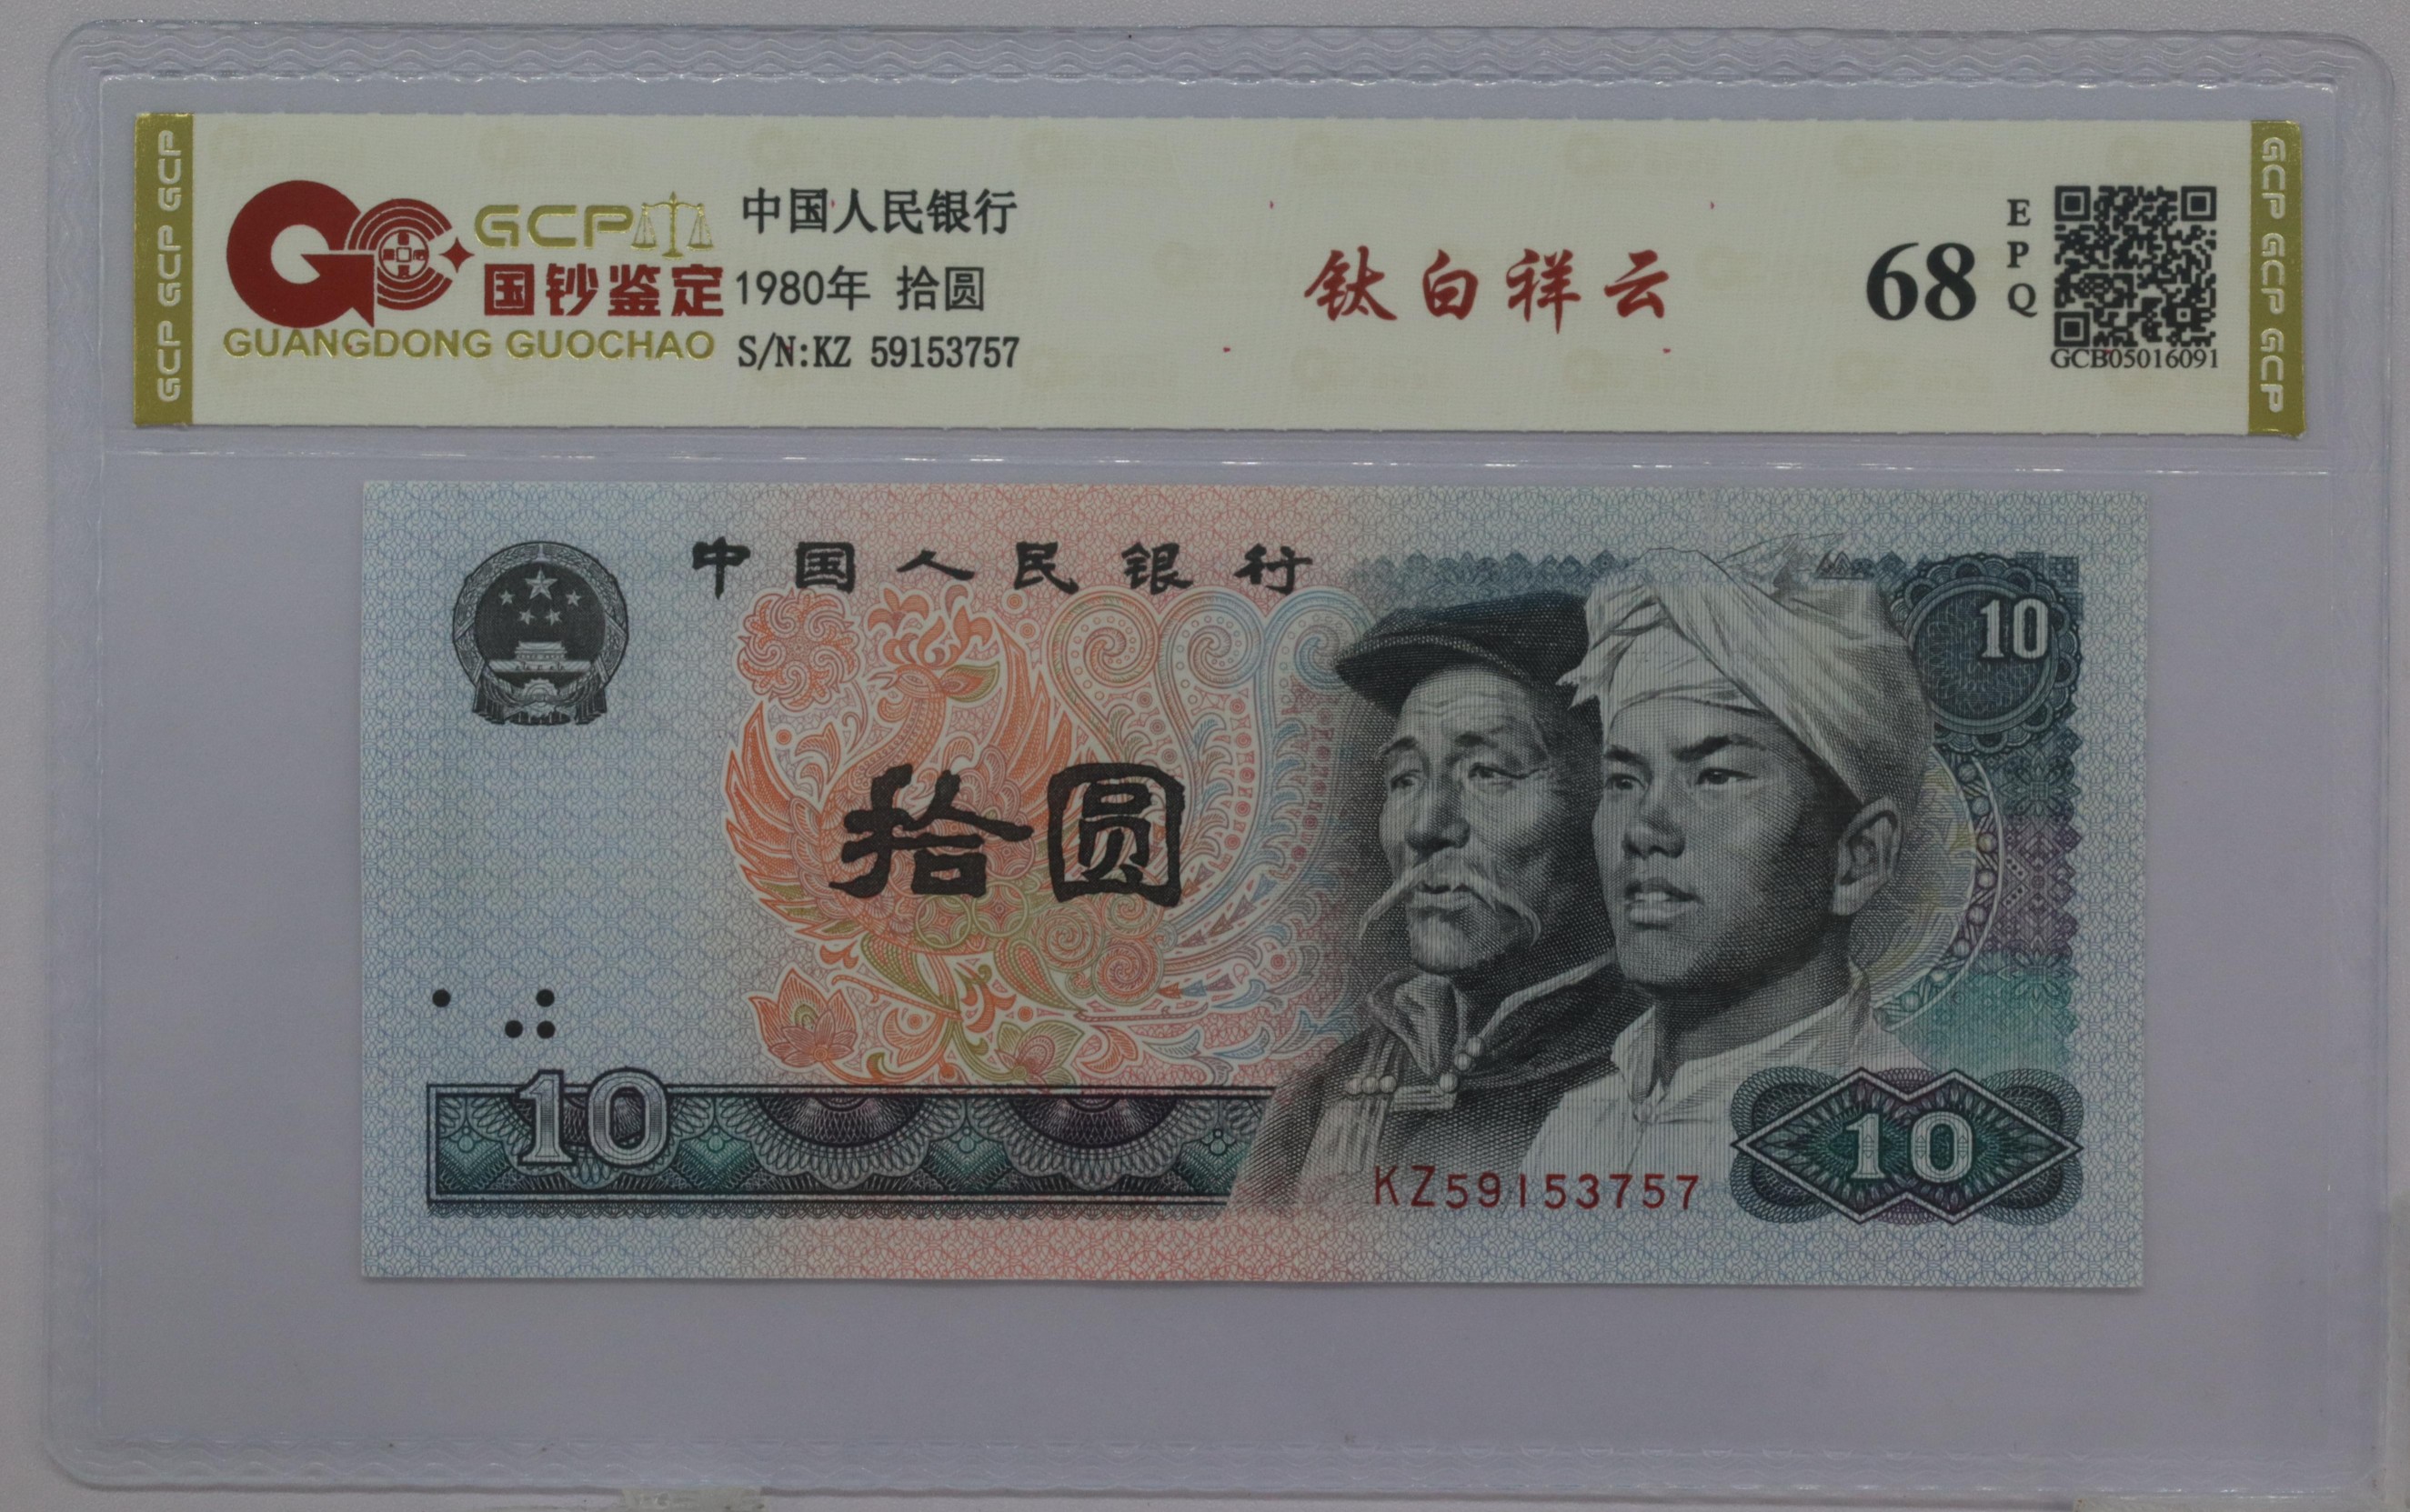 GCP GCP GCP
GCP
国钞鉴定
GUANGDONG GUOCHAO
中国人民银行
1980年 拾圆
S/N:KZ 59153757
钛白祥云
68
EPQ
GCB05016091
GCP GCP GCP
中国人民银行
10
拾圆
10
KZ59153757
10